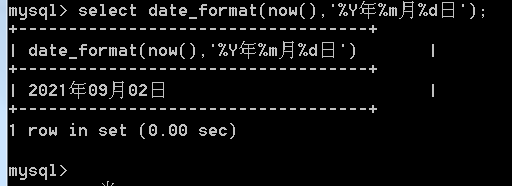 mysql> select date_format(now(),'%Y年%m月%d日');
+----------------------------------+
| date_format(now(),'%Y年%m月%d日')         |
+----------------------------------+
| 2021年09月02日                            |
+----------------------------------+
1 row in set (0.00 sec)
mysql>